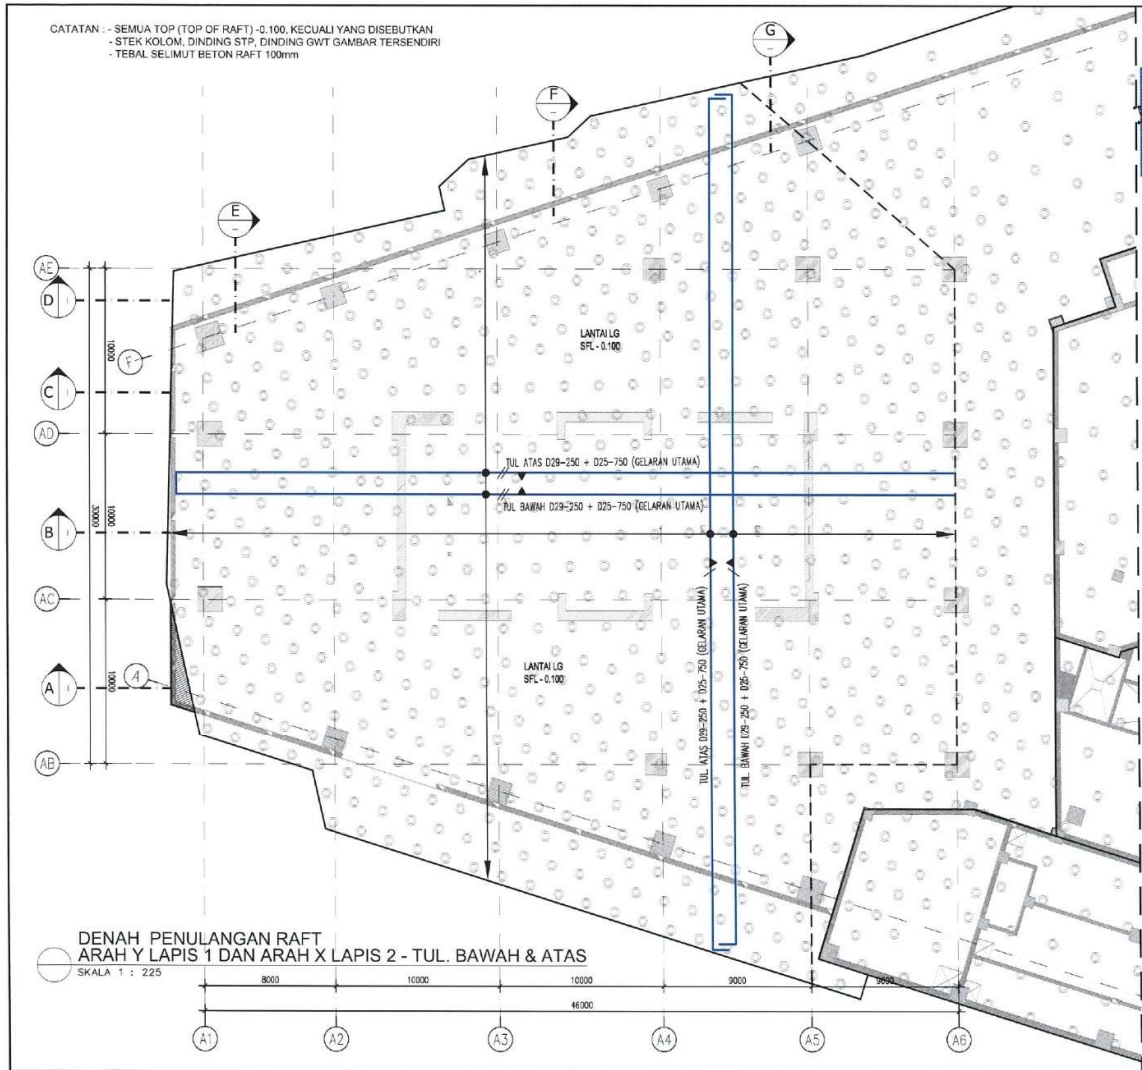 CATATAN : - SEMUA TOP (TOP OF RAFT) -0.100, KECUALI YANG DISEBUTKAN
- STEK KOLOM, DINDING STP, DINDING GWT GAMBAR TERSENDIRI
- TEBAL SELIMUT BETON RAFT 100mm
G
F
E
AE
D
F
C
AD
B
AC
A
A
AB
10000
10000
10000
30000
LANTAI LG
SFL - 0.100
TUL ATAS D29-250 + D25-750 (GELARAN UTAMA)
TUL BAWAH D29-250 + D25-750 (GELARAN UTAMA)
TUL ATAS D29-250 + D25-750 (GELARAN UTAMA)
TUL BAWAH D29-250 + D25-750 (GELARAN UTAMA)
LANTAI LG
SFL - 0.100
DENAH PENULANGAN RAFT
ARAH Y LAPIS 1 DAN ARAH X LAPIS 2 - TUL. BAWAH & ATAS
SKALA 1 : 225
8000 10000 10000 9000 9000
46000
A1 A2 A3 A4 A5 A6